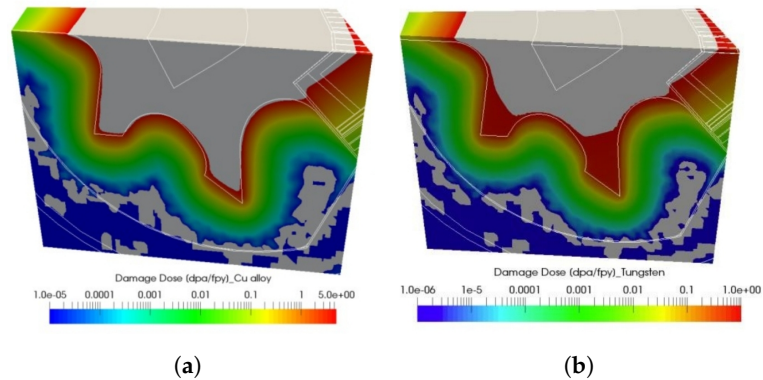 Damage Dose (dpa/fpy)_Cu alloy
1.0e-05 0.0001 0.001 0.01 0.1 1 5.0e+00
Damage Dose (dpa/fpy)_Tungsten
1.0e-06 1e-5 0.0001 0.001 0.01 0.1 1.0e+00
(a)
(b)